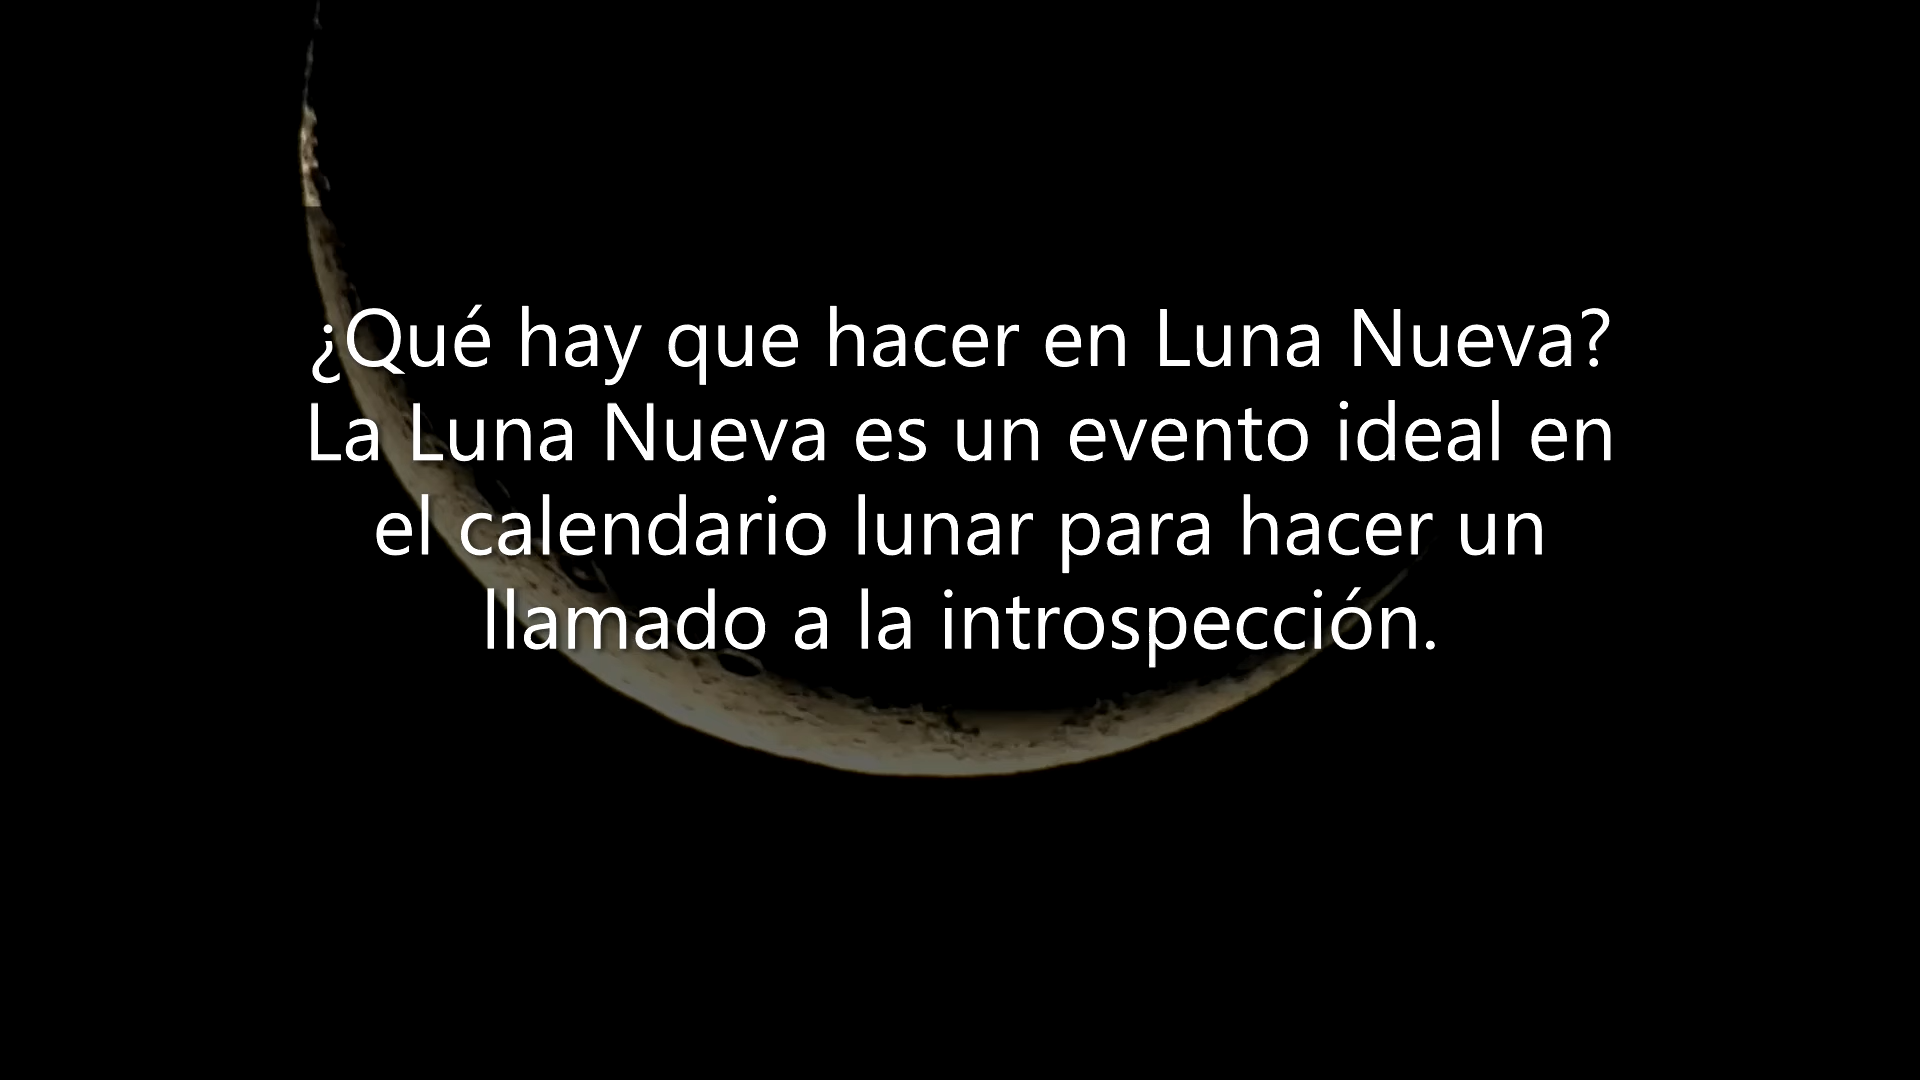 ¿Qué hay que hacer en Luna Nueva?
La Luna Nueva es un evento ideal en
el calendario lunar para hacer un
llamado a la introspección.